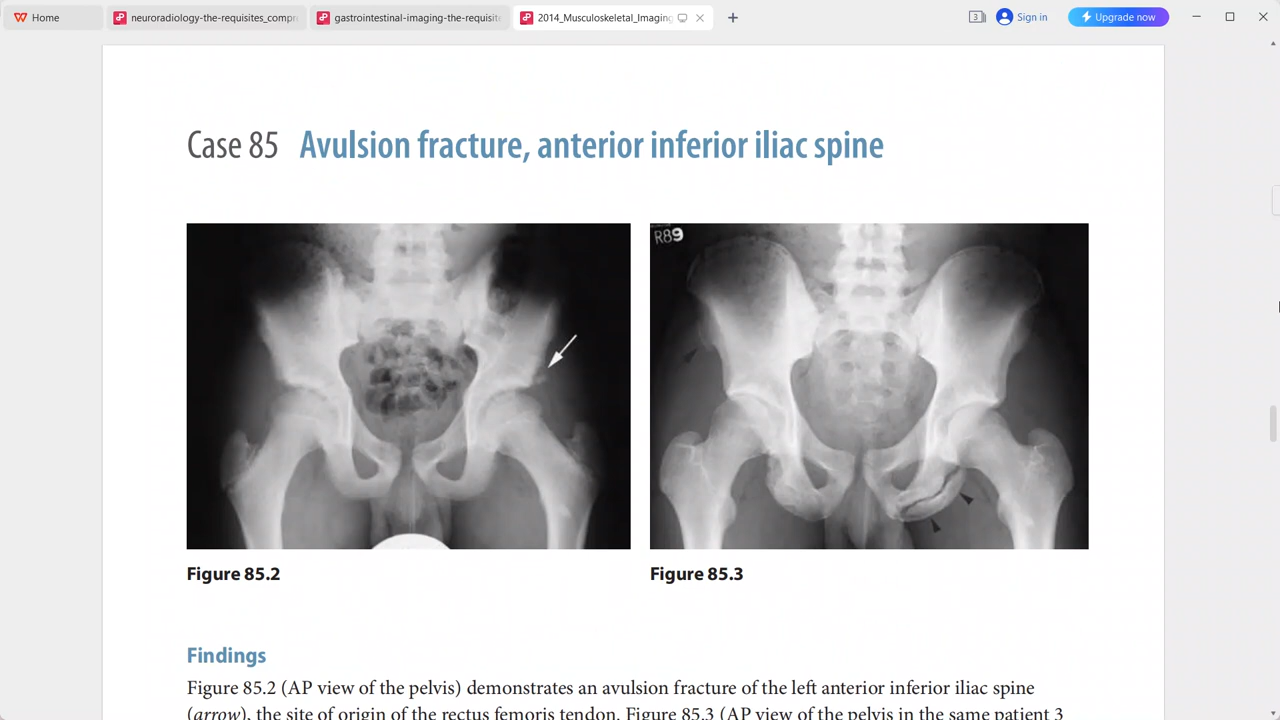 Home
neuroradiology-the-requisites_compr
gastrointestinal-imaging-the-requisite
2014_Musculoskeletal_Imaging
3
Sign in
Upgrade now
Case 85 Avulsion fracture, anterior inferior iliac spine
R89
Figure 85.2
Figure 85.3
Findings
Figure 85.2 (AP view of the pelvis) demonstrates an avulsion fracture of the left anterior inferior iliac spine
(arrow), the site of origin of the rectus femoris tendon. Figure 85.3 (AP view of the pelvis in the same patient 3